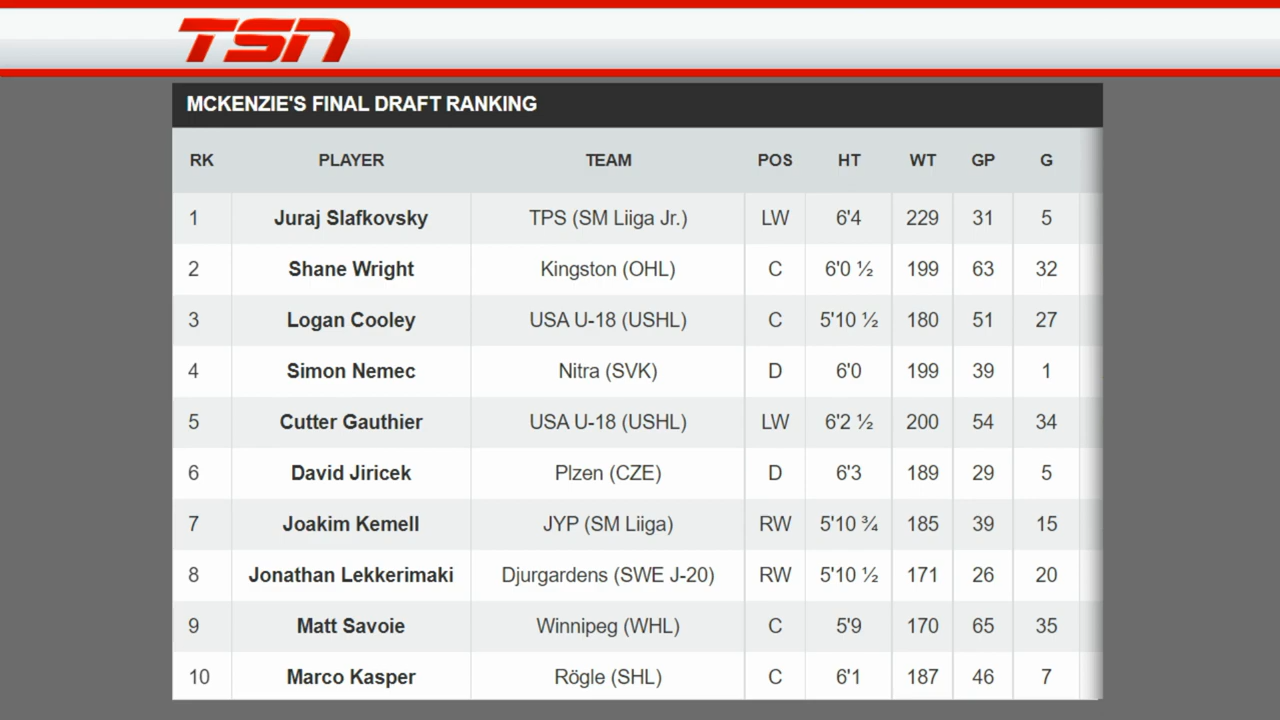 TSN
MCKENZIE'S FINAL DRAFT RANKING
RK PLAYER TEAM POS HT WT GP G
1 Juraj Slafkovsky TPS (SM Liiga Jr.) LW 6'4 229 31 5
2 Shane Wright Kingston (OHL) C 6'0 ½ 199 63 32
3 Logan Cooley USA U-18 (USHL) C 5'10 ½ 180 51 27
4 Simon Nemec Nitra (SVK) D 6'0 199 39 1
5 Cutter Gauthier USA U-18 (USHL) LW 6'2 ½ 200 54 34
6 David Jiricek Plzen (CZE) D 6'3 189 29 5
7 Joakim Kemell JYP (SM Liiga) RW 5'10 ¾ 185 39 15
8 Jonathan Lekkerimaki Djurgardens (SWE J-20) RW 5'10 ½ 171 26 20
9 Matt Savoie Winnipeg (WHL) C 5'9 170 65 35
10 Marco Kasper Rögle (SHL) C 6'1 187 46 7